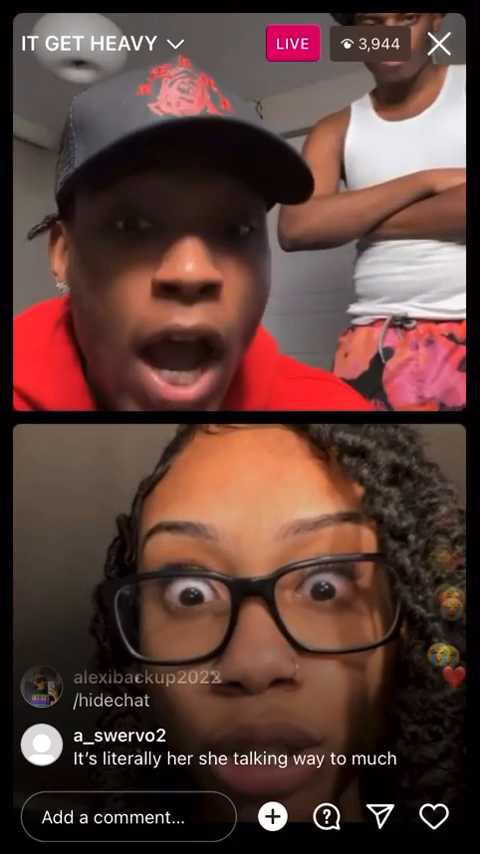 IT GET HEAVY
LIVE
3,944
alexibackup2022
/hidechat
a_swervo2
It's literally her she talking way to much
Add a comment...